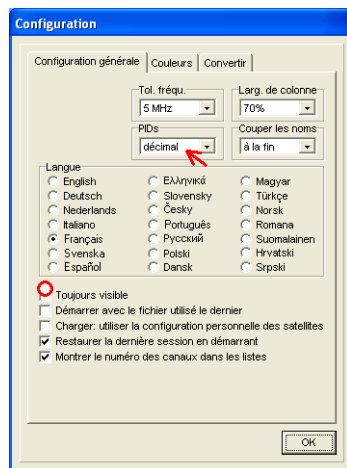 Configuration
Configuration générale Couleurs Convertir
Tol. fréqu. Larg. de colonne
5 MHz 70%
PIDs Couper les noms
décimal à la fin
Langue
English Ελληνικά Magyar
Deutsch Slovensky Türkçe
Nederlands Česky Norsk
Italiano Português Romana
Français Русский Suomalainen
Svenska Polski Hrvatski
Español Dansk Srpski
Toujours visible
Démarrer avec le fichier utilisé le dernier
Charger: utiliser la configuration personnelle des satellites
Restaurer la dernière session en démarrant
Montrer le numéro des canaux dans les listes
OK